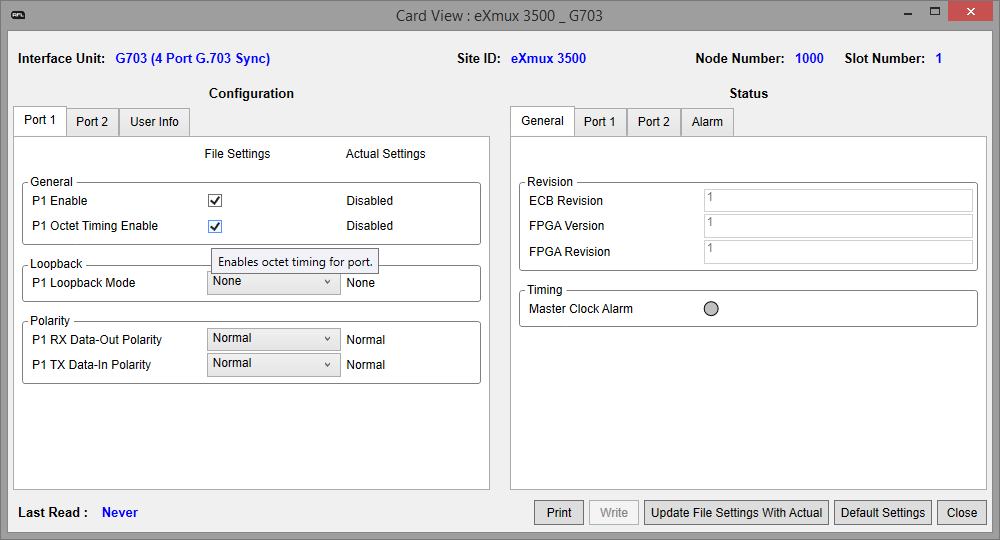 AFL
Card View : eXmux 3500 _ G703
Interface Unit: G703 (4 Port G.703 Sync) Site ID: eXmux 3500 Node Number: 1000 Slot Number: 1
Configuration
Port 1 Port 2 User Info
File Settings Actual Settings
General
P1 Enable Disabled
P1 Octet Timing Enable Disabled
Enables octet timing for port.
Loopback
P1 Loopback Mode None None
Polarity
P1 RX Data-Out Polarity Normal Normal
P1 TX Data-In Polarity Normal Normal
Status
General Port 1 Port 2 Alarm
Revision
ECB Revision 1
FPGA Version 1
FPGA Revision 1
Timing
Master Clock Alarm
Last Read : Never
Print Write Update File Settings With Actual Default Settings Close